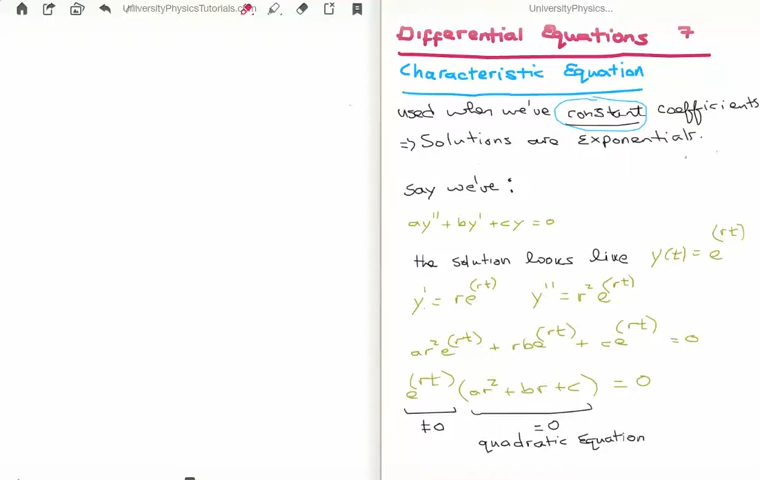 UniversityPhysicsTutorials.com
UniversityPhysics...
Differential Equations 7
Characteristic Equation
used when we've constant coefficients
=> Solutions are Exponentials.
Say we've:
ay'' + by' + cy = 0
the solution looks like y(t) = e^(rt)
y' = re^(rt) y'' = r²e^(rt)
ar²e^(rt) + rbe^(rt) + ce^(rt) = 0
e^(rt) (ar² + br + c) = 0
≠0 =0
quadratic Equation